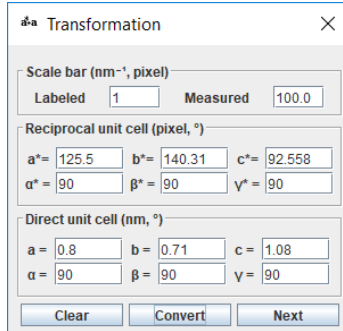 Transformation
Scale bar (nm⁻¹, pixel)
Labeled 1 Measured 100.0
Reciprocal unit cell (pixel, °)
a*= 125.5 b*= 140.31 c*= 92.558
α* = 90 β* = 90 γ* = 90
Direct unit cell (nm, °)
a = 0.8 b = 0.71 c = 1.08
α = 90 β = 90 γ = 90
Clear Convert Next